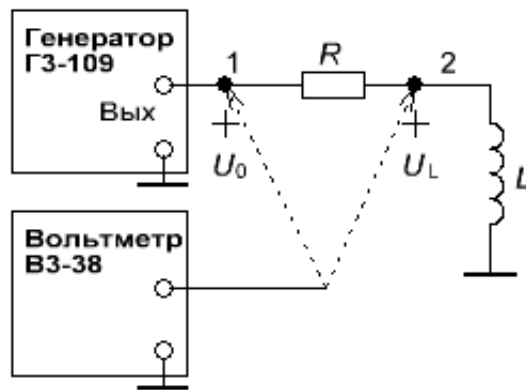 Генератор
Г3-109
Вых
1
R
2
+
U0
+
UL
L
Вольтметр
В3-38